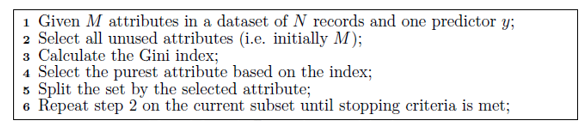 1 Given M attributes in a dataset of N records and one predictor y;
2 Select all unused attributes (i.e. initially M);
3 Calculate the Gini index;
4 Select the purest attribute based on the index;
5 Split the set by the selected attribute;
6 Repeat step 2 on the current subset until stopping criteria is met;